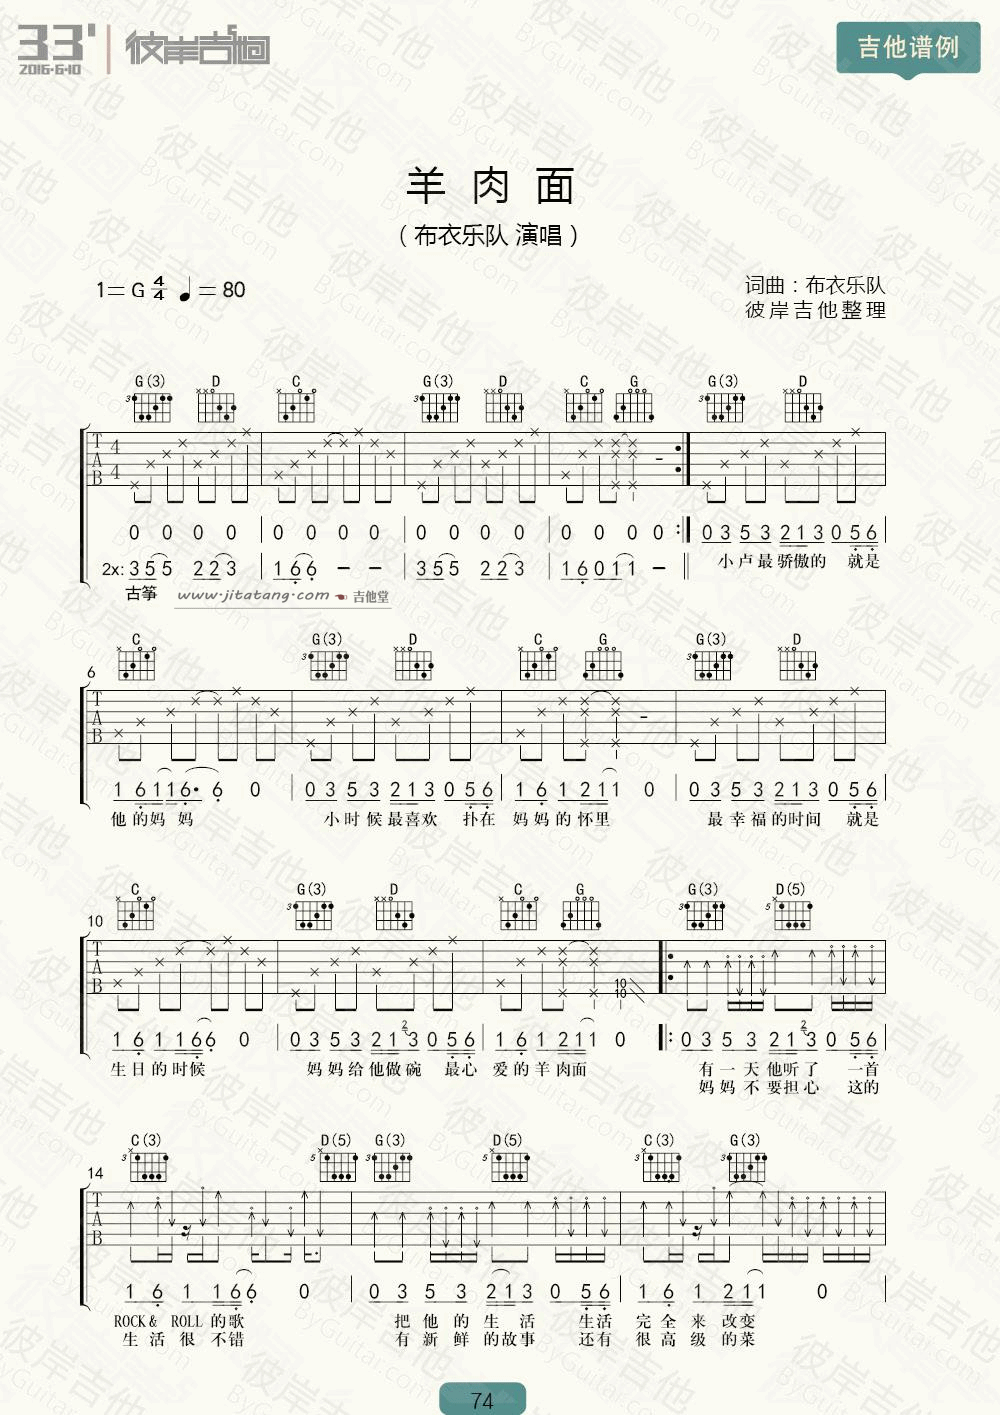 33'
2016·6·10
彼岸吉他
吉他谱例
羊 肉 面
（布衣乐队 演唱）
1＝G 4/4 ♩＝80
词曲：布衣乐队
彼岸吉他整理
G(3) D C G(3) D C G G(3) D
0 0 0 0 | 0 0 0 0 | 0 0 0 0 | 0 0 0 0 :| 0 3 5 3 2 1 3 0 5 6
小卢最骄傲的 就是
2x: 3 5 5 2 2 3 | 1 6 6 － － | 3 5 5 2 2 3 | 1 6 0 1 1 －
古筝 www.jitatang.com 吉他堂
C G(3) D C G G(3) D
6
1 6 1 1 6· 6 0 | 0 3 5 3 2 1 3 0 5 6 | 1 6 1 2 1 1 0 | 0 3 5 3 2 1 3 0 5 6
他的妈 妈 小时候最喜欢 扑在 妈妈的怀里 最幸福的时间 就是
C G(3) D C G G(3) D(5)
10
1 6 1 1 6 6 0 | 0 3 5 3 2 1 3 0 5 6 | 1 6 1 2 1 1 0 |: 0 3 5 3 2 1 3 0 5 6
生日的时候 妈妈给他做碗 最心 爱的羊肉面 有一天他听了 一首
妈妈不要担心 这的
C(3) D(5) G(3) D(5) C(3) G(3)
14
1 6 1 1 6 6 0 | 0 3 5 3 2 1 3 0 5 6 | 1 6 1 2 1 1 0
ROCK& ROLL 的歌 把他的生活 生活 完全来改变
生活很不错 有新鲜的故事 还有 很高级的菜
74